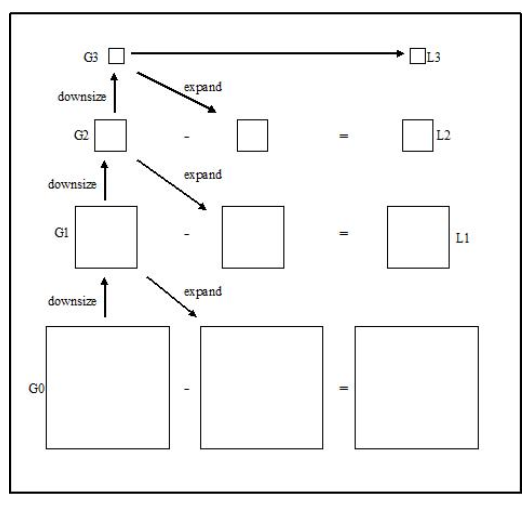 G3 L3
downsize expand
G2 - = L2
downsize expand
G1 - = L1
downsize expand
G0 - =